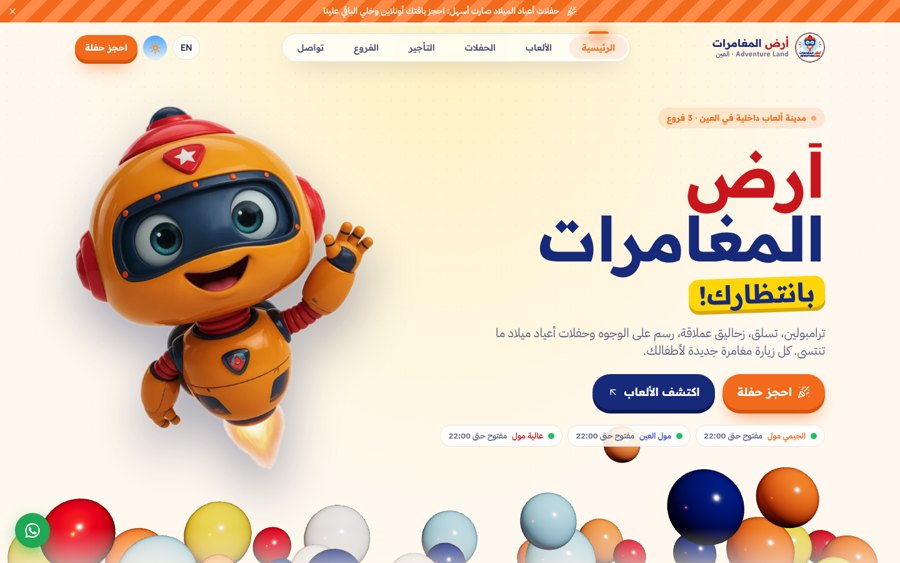 حفلات أعياد الميلاد صارت أسهل: احجز باقتك أونلاين وخلي الباقي علينا
أرض المغامرات
العين · Adventure Land
الرئيسية
الألعاب
الحفلات
التأجير
الفروع
تواصل
EN
احجز حفلة
مدينة ألعاب داخلية في العين · 3 فروع
أرض
المغامرات
بانتظارك!
ترامبولين، تسلق، زحاليق عملاقة، رسم على الوجوه وحفلات أعياد ميلاد ما
تنتسى. كل زيارة مغامرة جديدة لأطفالك.
احجز حفلة
اكتشف الألعاب
الجيمي مول مفتوح حتى 22:00
مول العين مفتوح حتى 22:00
عالية مول مفتوح حتى 22:00